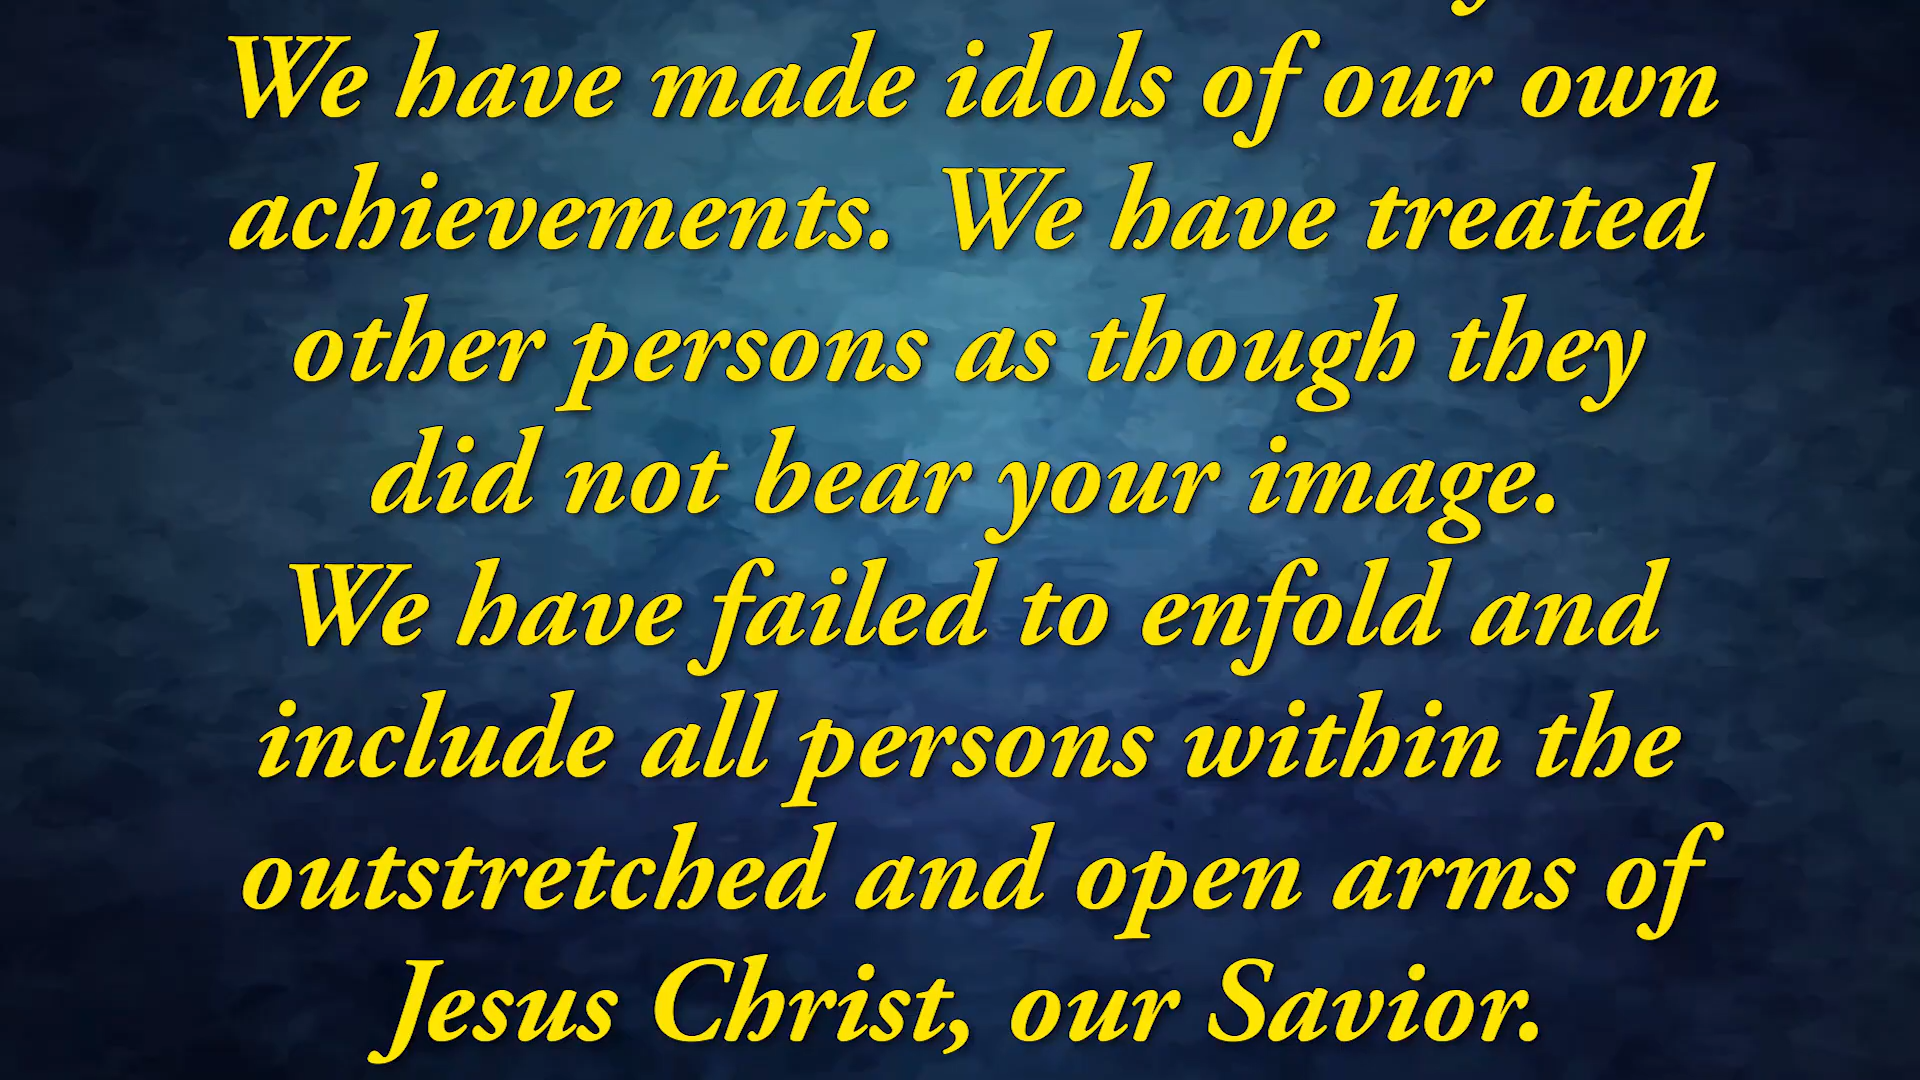 We have made idols of our own
achievements. We have treated
other persons as though they
did not bear your image.
We have failed to enfold and
include all persons within the
outstretched and open arms of
Jesus Christ, our Savior.